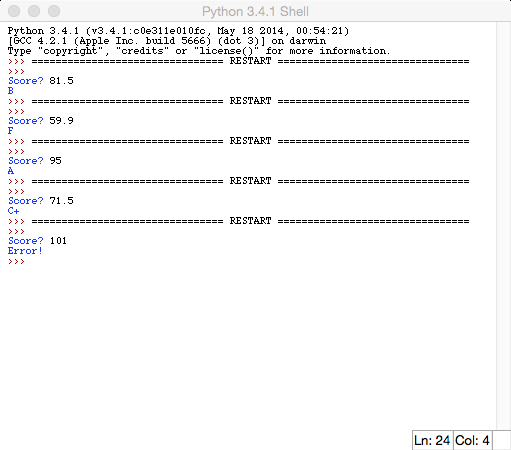 Python 3.4.1 Shell
Python 3.4.1 (v3.4.1:c0e311e010fc, May 18 2014, 00:54:21)
[GCC 4.2.1 (Apple Inc. build 5666) (dot 3)] on darwin
Type "copyright", "credits" or "license()" for more information.
>>> ================================ RESTART ================================
>>>
Score? 81.5
B
>>> ================================ RESTART ================================
>>>
Score? 59.9
F
>>> ================================ RESTART ================================
>>>
Score? 95
A
>>> ================================ RESTART ================================
>>>
Score? 71.5
C+
>>> ================================ RESTART ================================
>>>
Score? 101
Error!
>>>
Ln: 24 Col: 4